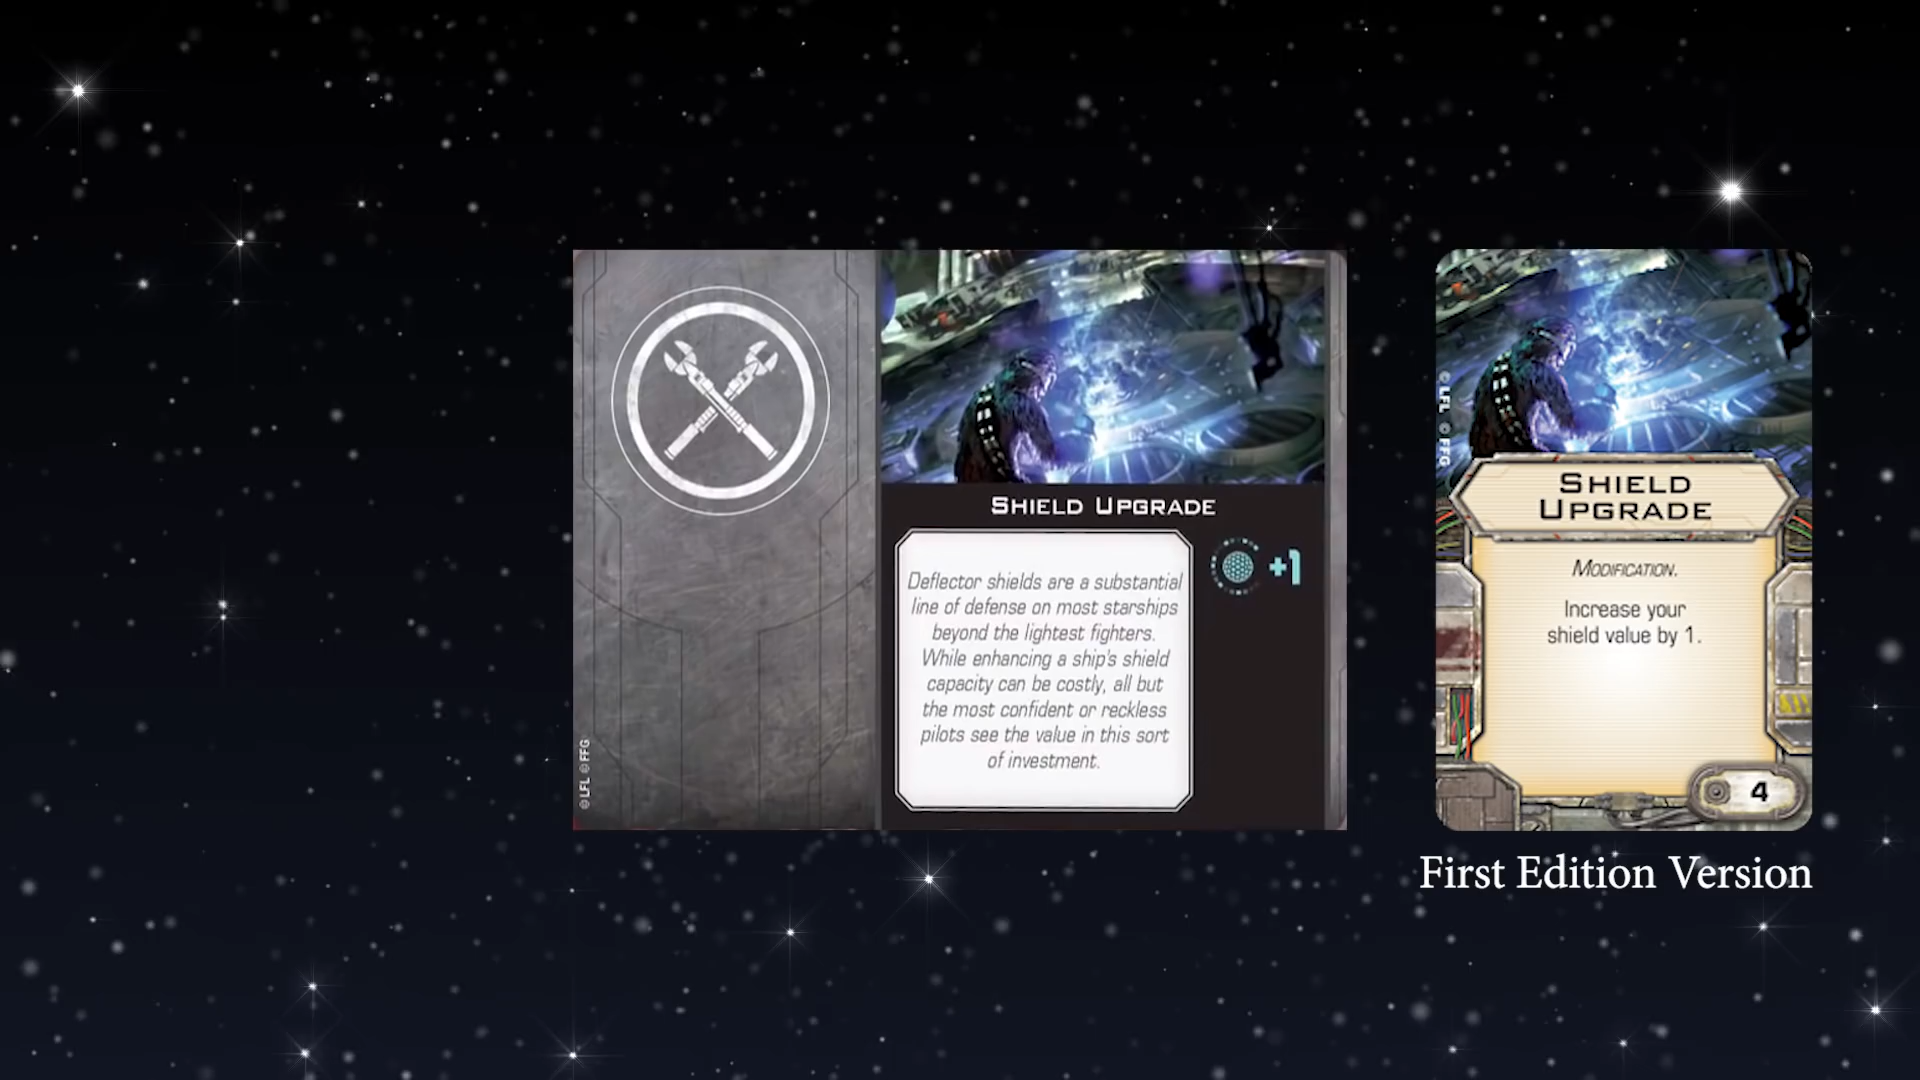 SHIELD UPGRADE
Deflector shields are a substantial
line of defense on most starships
beyond the lightest fighters.
While enhancing a ship's shield
capacity can be costly, all but
the most confident or reckless
pilots see the value in this sort
of investment.
+1
© LFL © FFG
© LFL © FFG
SHIELD
UPGRADE
MODIFICATION.
Increase your
shield value by 1.
4
First Edition Version